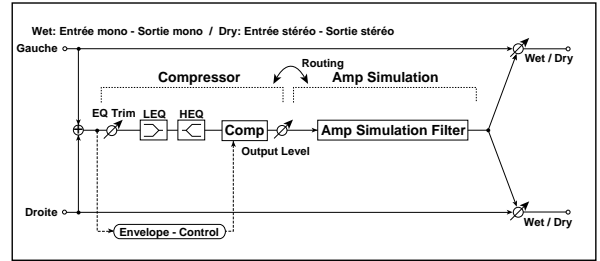 Wet: Entrée mono - Sortie mono / Dry: Entrée stéréo - Sortie stéréo
Gauche
Wet / Dry
Routing
Compressor
Amp Simulation
EQ Trim
LEQ
HEQ
Comp
Amp Simulation Filter
Output Level
Droite
Wet / Dry
Envelope - Control